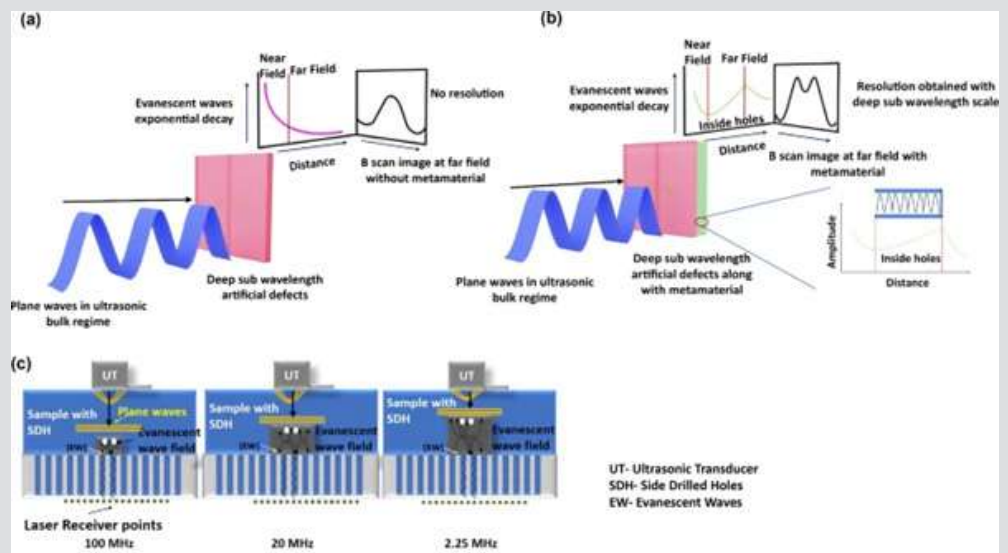 (a)
Near
Field
Far Field
Evanescent waves
exponential decay
No resolution
Distance
B scan image at far field
without metamaterial
Deep sub wavelength
artificial defects
Plane waves in ultrasonic
bulk regime
(b)
Near
Field
Far Field
Evanescent waves
exponential decay
Inside holes
Resolution obtained with
deep sub wavelength scale
Distance
B scan image at far field with
metamaterial
Deep sub wavelength
artificial defects along
with metamaterial
Plane waves in ultrasonic
bulk regime
Amplitude
Inside holes
Distance
(c)
UT
Sample with
SDH
Plane waves
Evanescent
wave field
[EW]
Laser Receiver points
100 MHz
UT
Sample with
SDH
Evanescent
wave field
[EW]
20 MHz
UT
Sample with
SDH
Evanescent
wave field
[EW]
2.25 MHz
UT- Ultrasonic Transducer
SDH- Side Drilled Holes
EW- Evanescent Waves